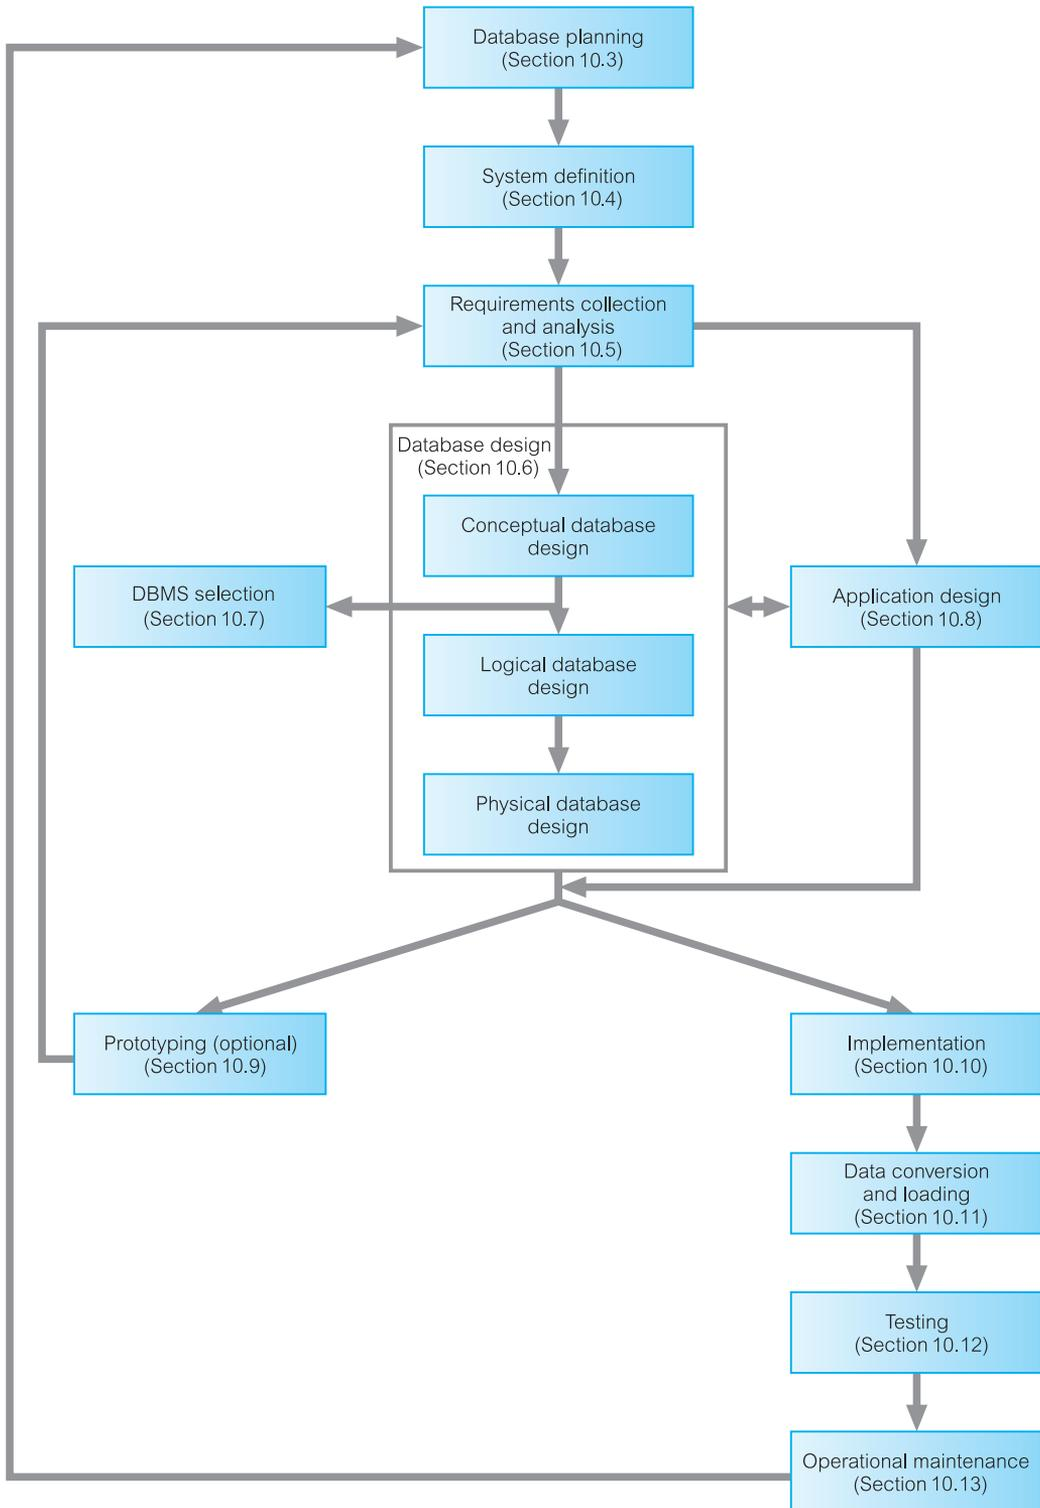 Database planning
(Section 10.3)
System definition
(Section 10.4)
Requirements collection
and analysis
(Section 10.5)
Database design
(Section 10.6)
Conceptual database
design
DBMS selection
(Section 10.7)
Application design
(Section 10.8)
Logical database
design
Physical database
design
Prototyping (optional)
(Section 10.9)
Implementation
(Section 10.10)
Data conversion
and loading
(Section 10.11)
Testing
(Section 10.12)
Operational maintenance
(Section 10.13)